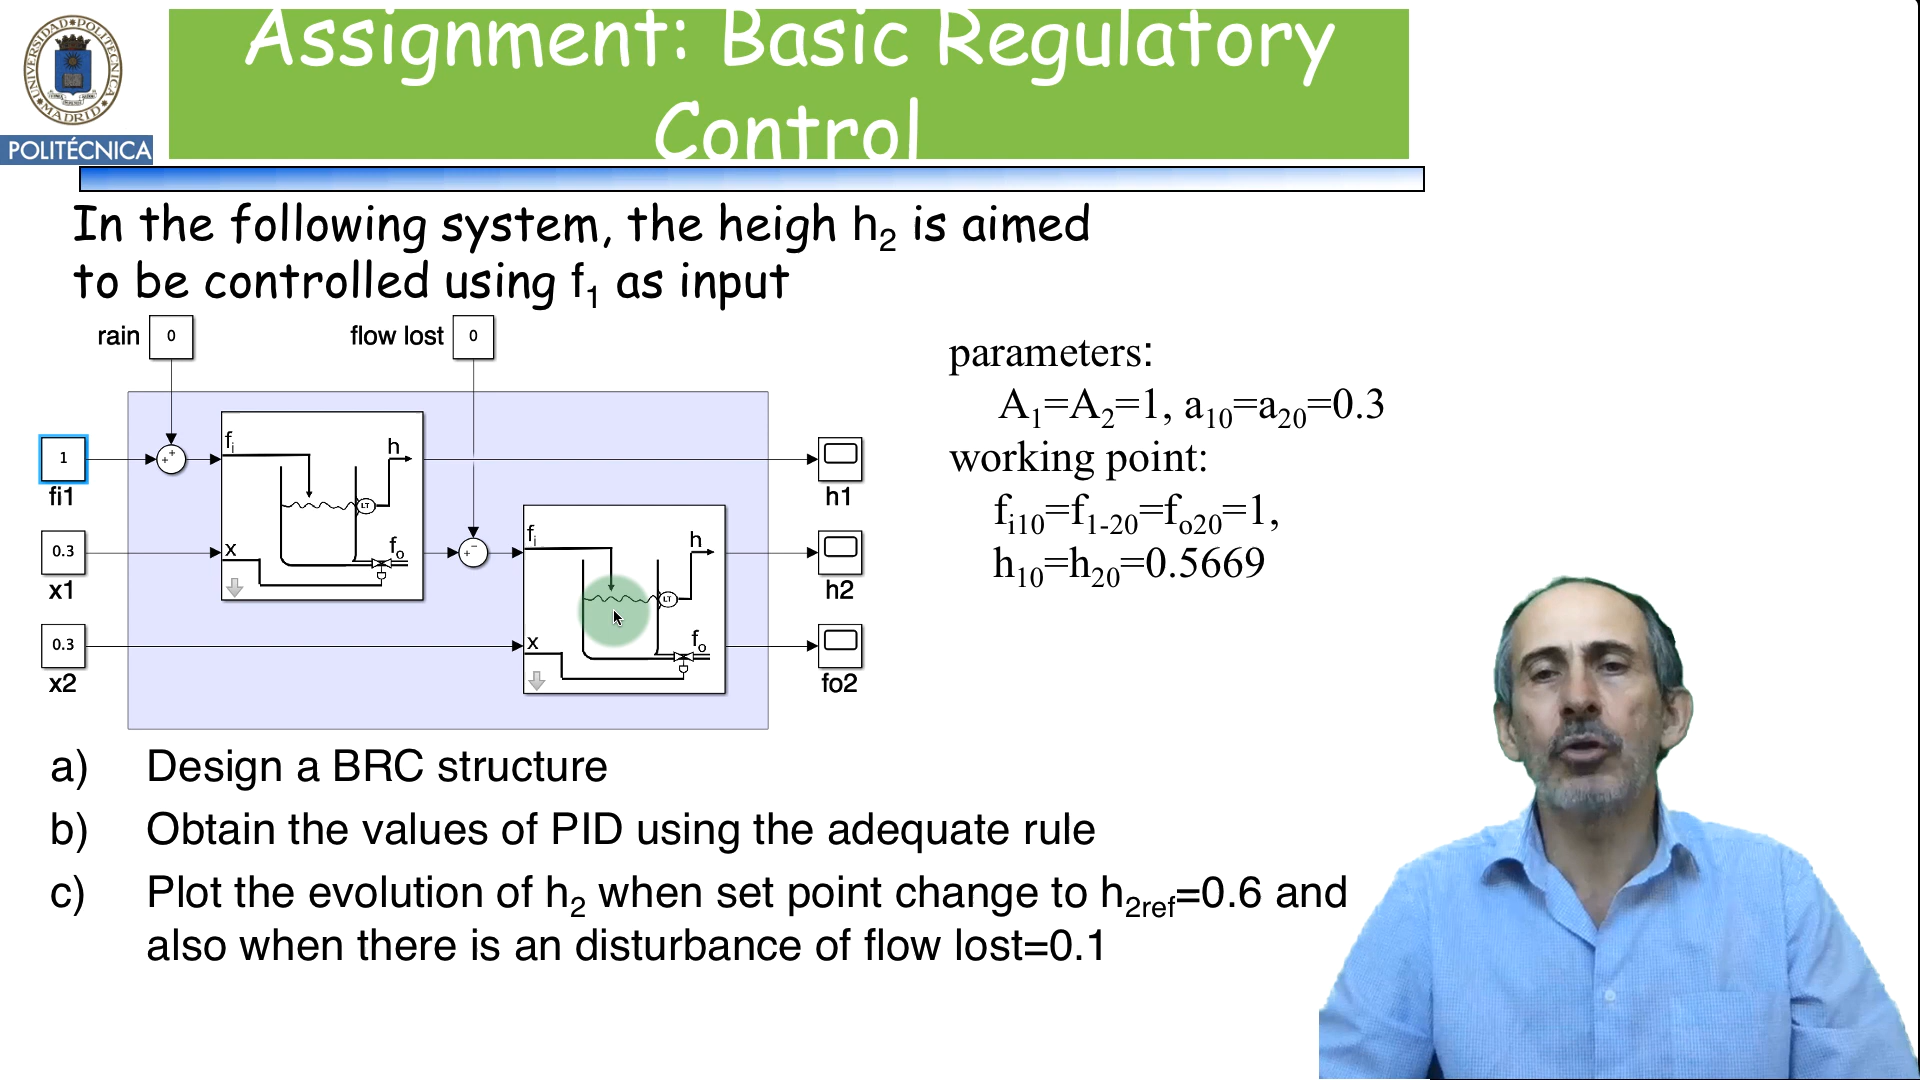 Assignment: Basic Regulatory
Control
UNIVERSIDAD POLITÉCNICA
MADRID
POLITÉCNICA
In the following system, the heigh h2 is aimed
to be controlled using f1 as input
rain 0
flow lost 0
1
fi1
0.3
x1
0.3
x2
+ +
fi
h
LT
x
fo
+ −
fi
h
LT
x
fo
h1
h2
fo2
parameters:
A1=A2=1, a10=a20=0.3
working point:
fi10=f1-20=fo20=1,
h10=h20=0.5669
a) Design a BRC structure
b) Obtain the values of PID using the adequate rule
c) Plot the evolution of h2 when set point change to h2ref=0.6 and
also when there is an disturbance of flow lost=0.1